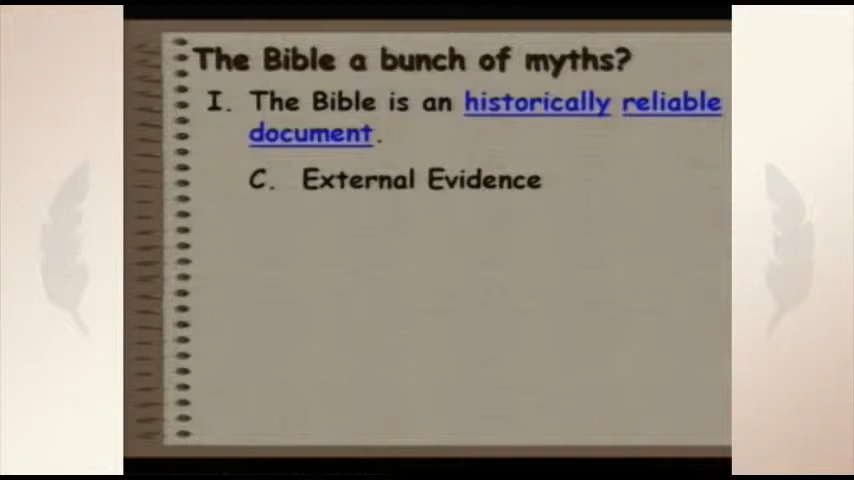 The Bible a bunch of myths?
I. The Bible is an historically reliable
document.
C. External Evidence